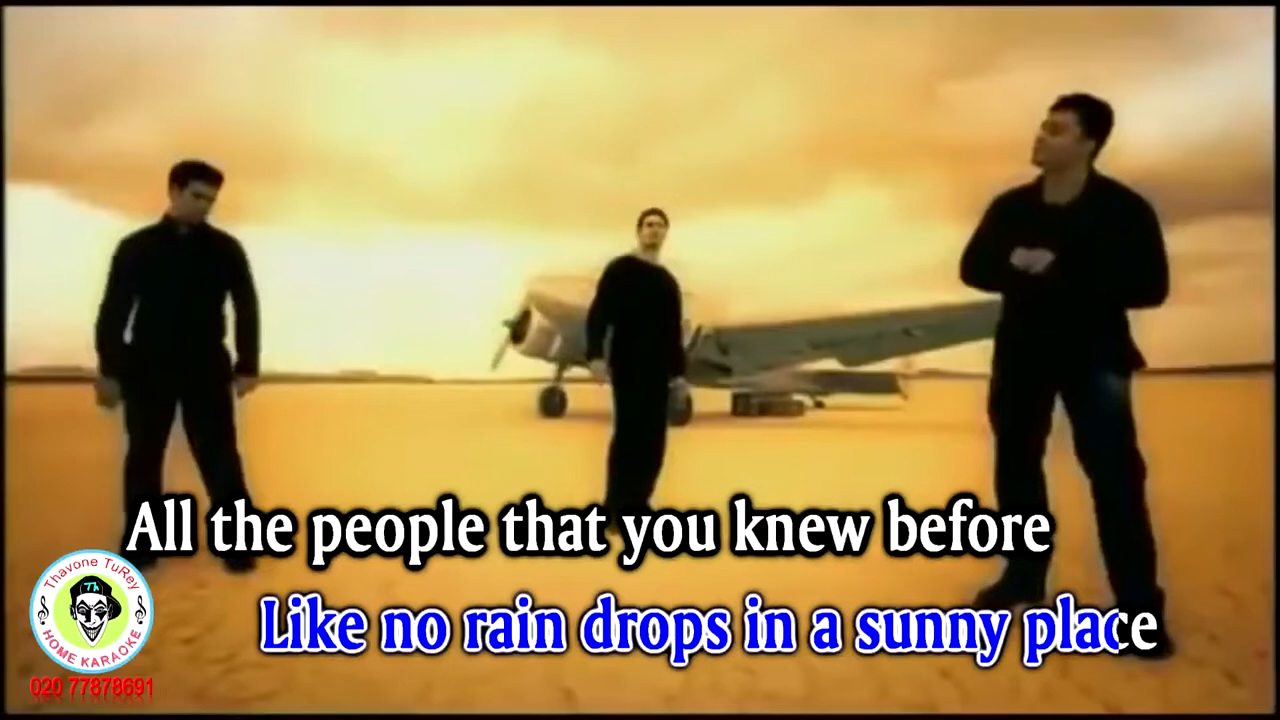 All the people that you knew before
Like no rain drops in a sunny place
Thavone TuRey
Th
HOME KARAOKE
020 77878691